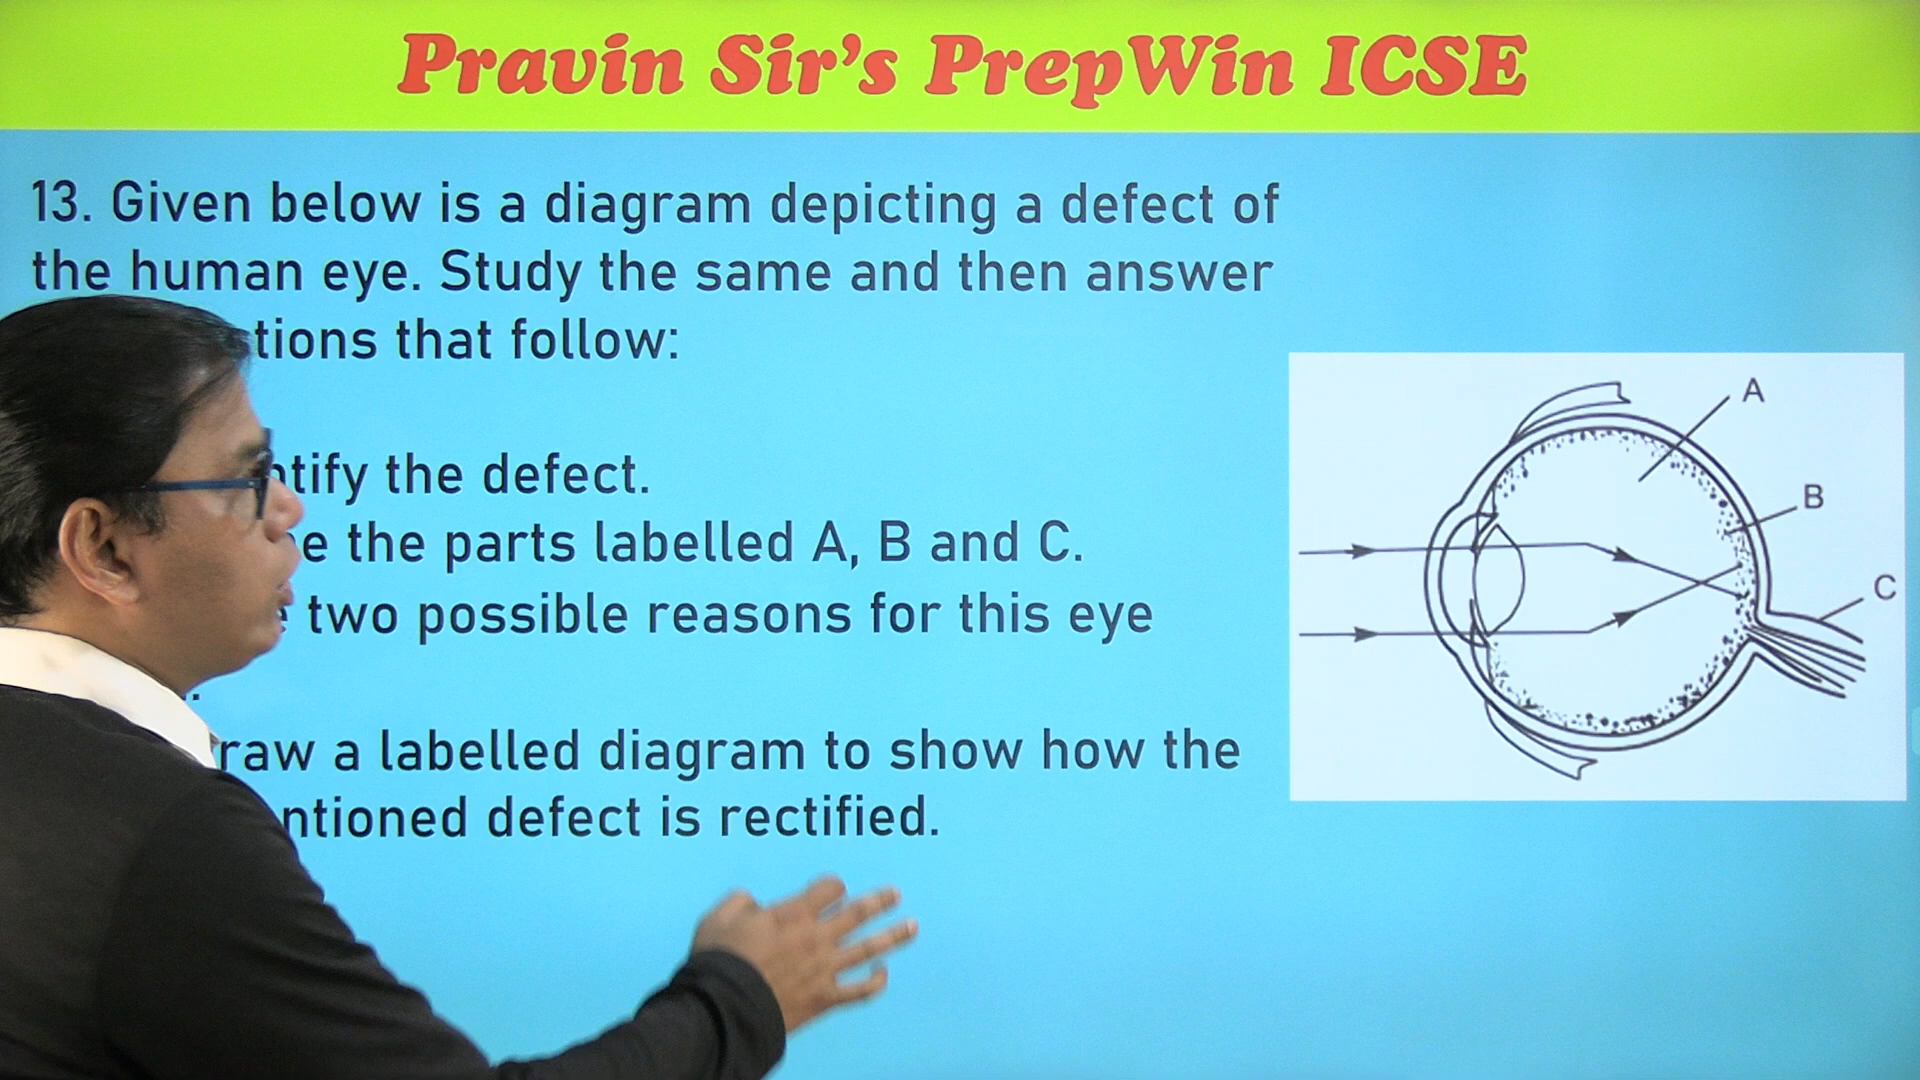 Pravin Sir's PrepWin ICSE
13. Given below is a diagram depicting a defect of
the human eye. Study the same and then answer
tions that follow:
ntify the defect.
e the parts labelled A, B and C.
two possible reasons for this eye
raw a labelled diagram to show how the
ntioned defect is rectified.
A
B
C